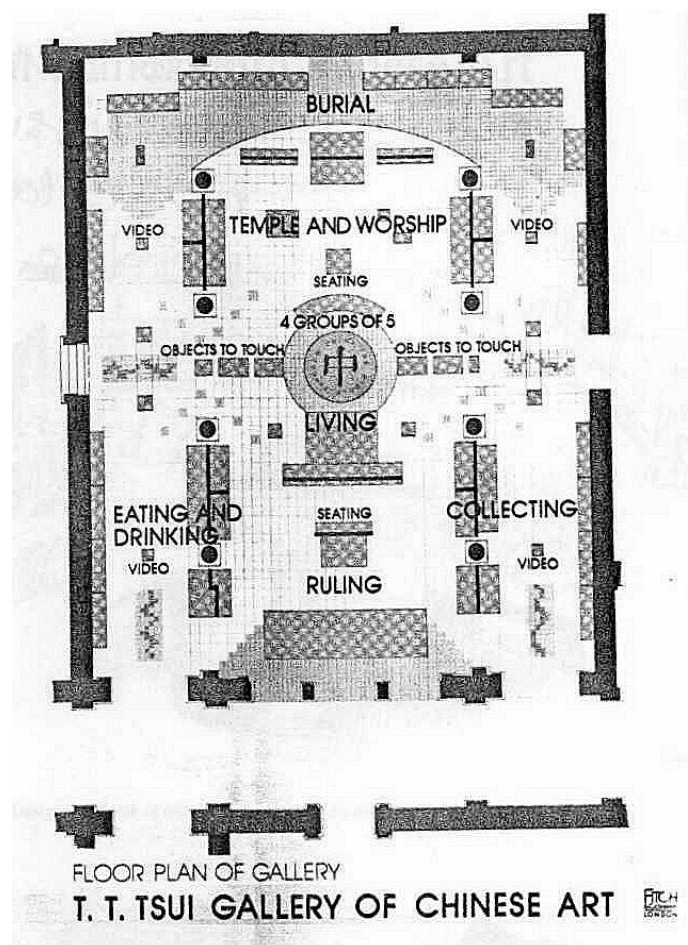 BURIAL
VIDEO
TEMPLE AND WORSHIP
VIDEO
SEATING
4 GROUPS OF 5
OBJECTS TO TOUCH
OBJECTS TO TOUCH
LIVING
EATING AND
DRINKING
SEATING
COLLECTING
VIDEO
VIDEO
RULING
FLOOR PLAN OF GALLERY
T. T. TSUI GALLERY OF CHINESE ART
FITCH
LONDON